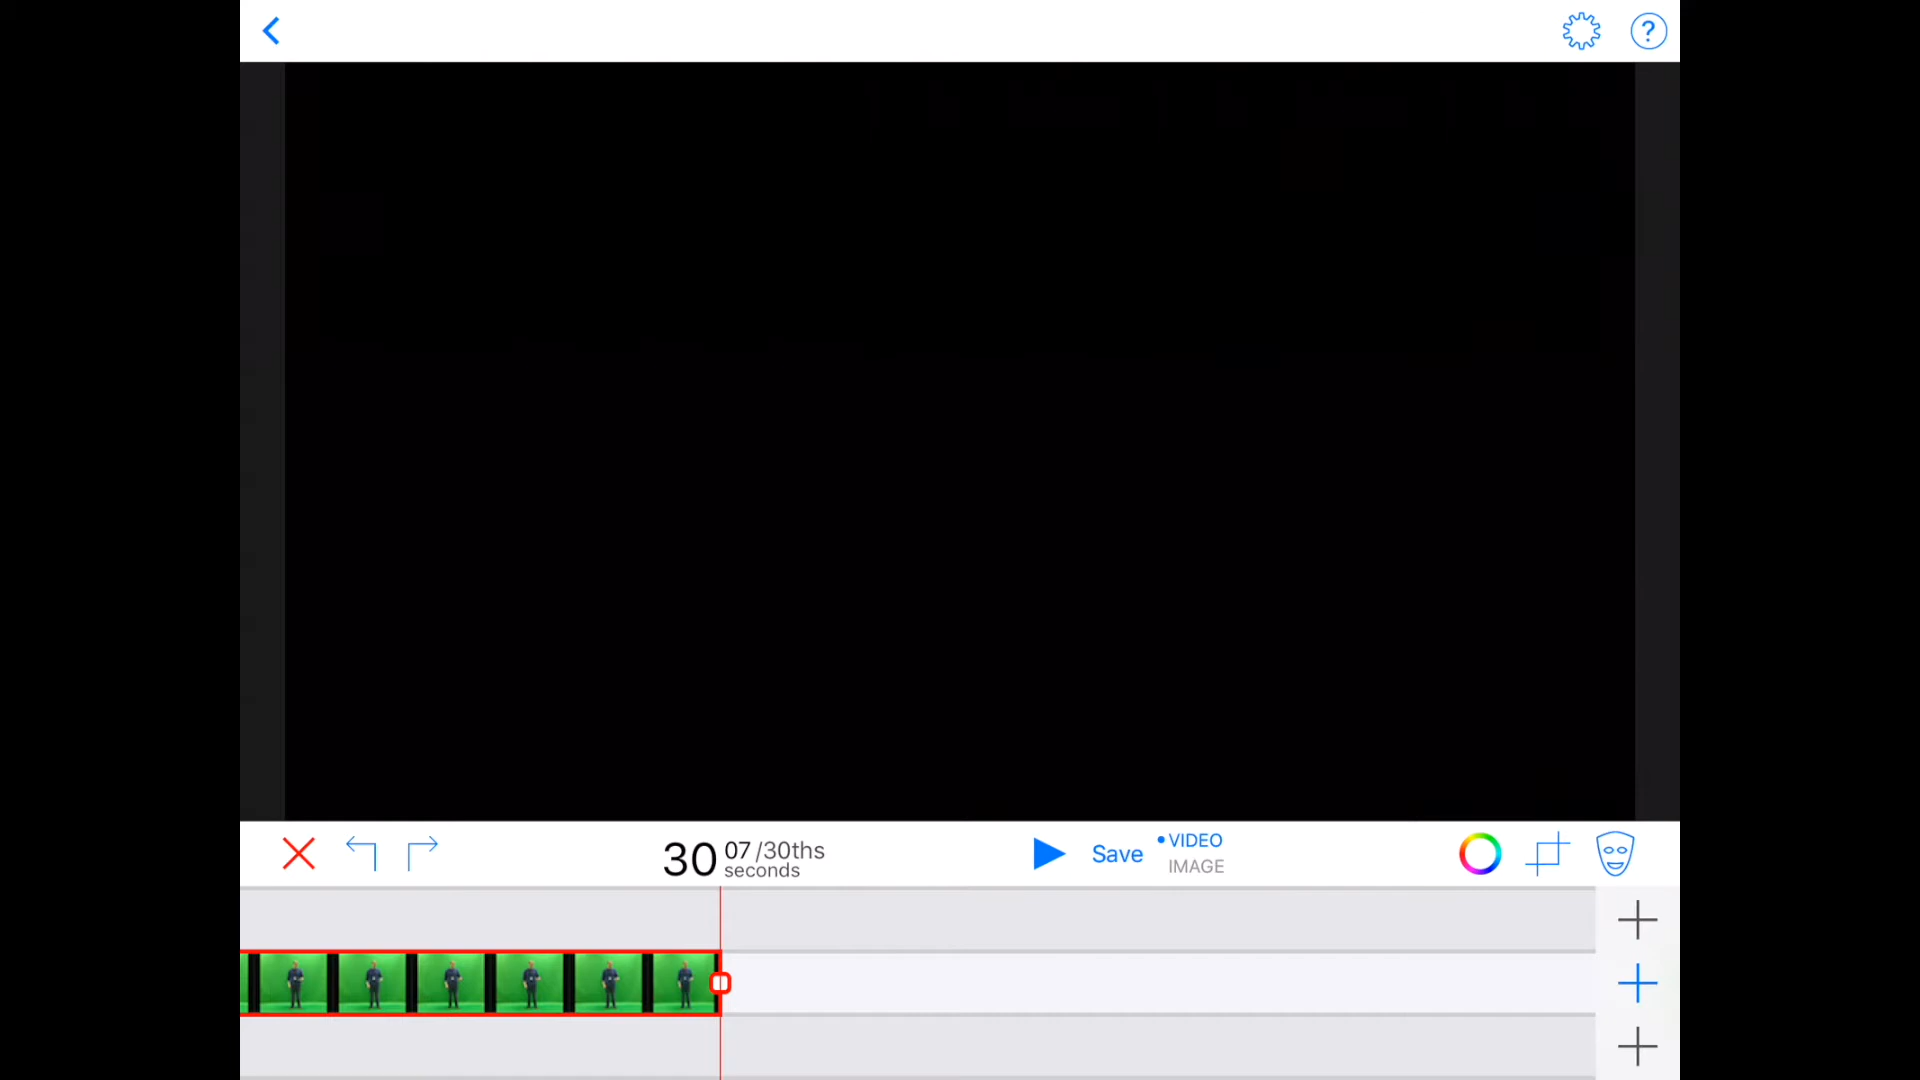 ?
30 07 /30ths
seconds
Save
• VIDEO
IMAGE